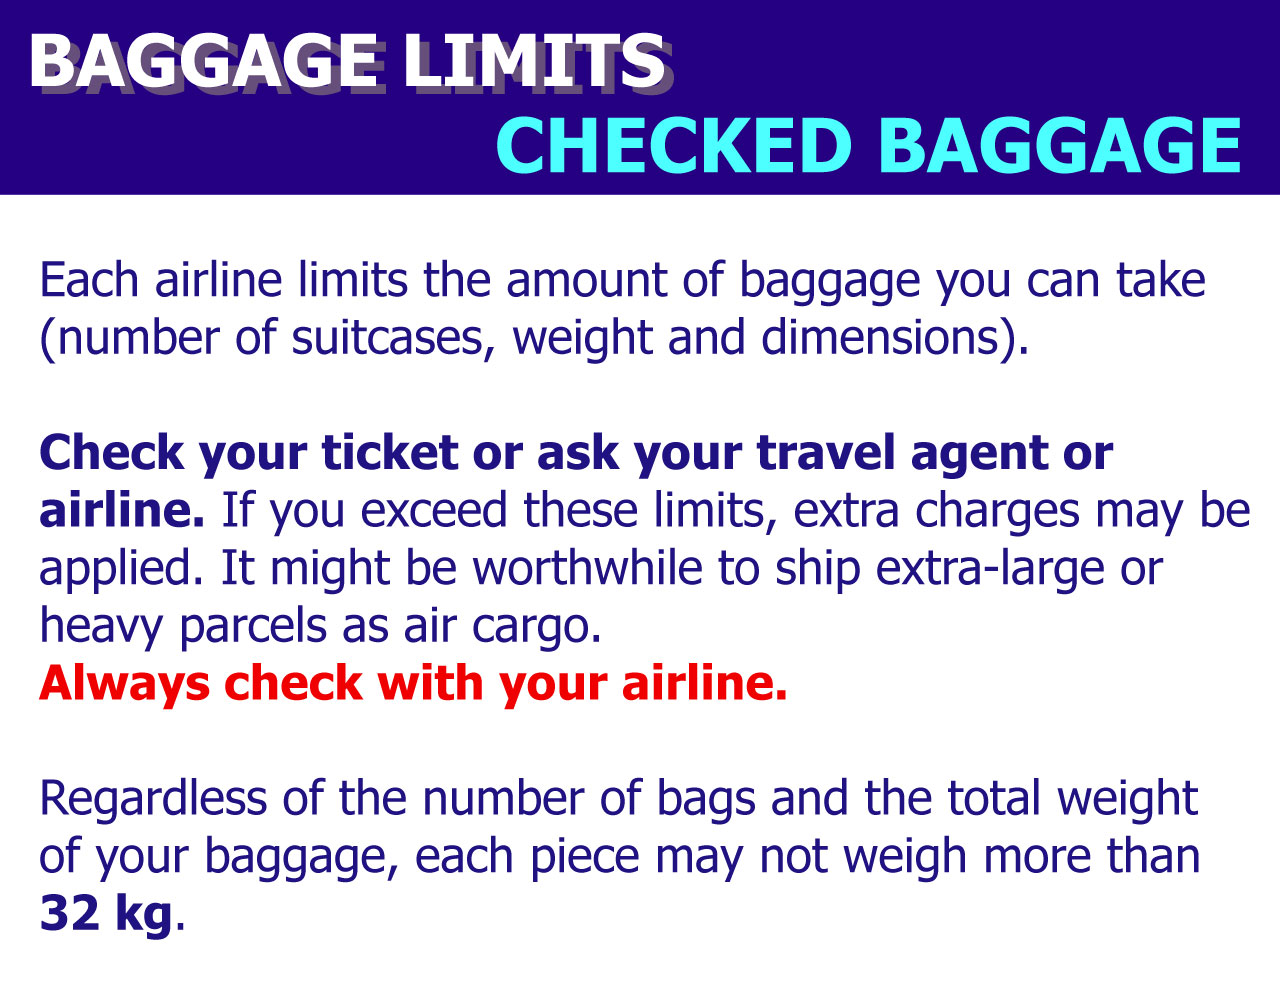 BAGGAGE LIMITS
CHECKED BAGGAGE
Each airline limits the amount of baggage you can take
(number of suitcases, weight and dimensions).
Check your ticket or ask your travel agent or
airline. If you exceed these limits, extra charges may be
applied. It might be worthwhile to ship extra-large or
heavy parcels as air cargo.
Always check with your airline.
Regardless of the number of bags and the total weight
of your baggage, each piece may not weigh more than
32 kg.